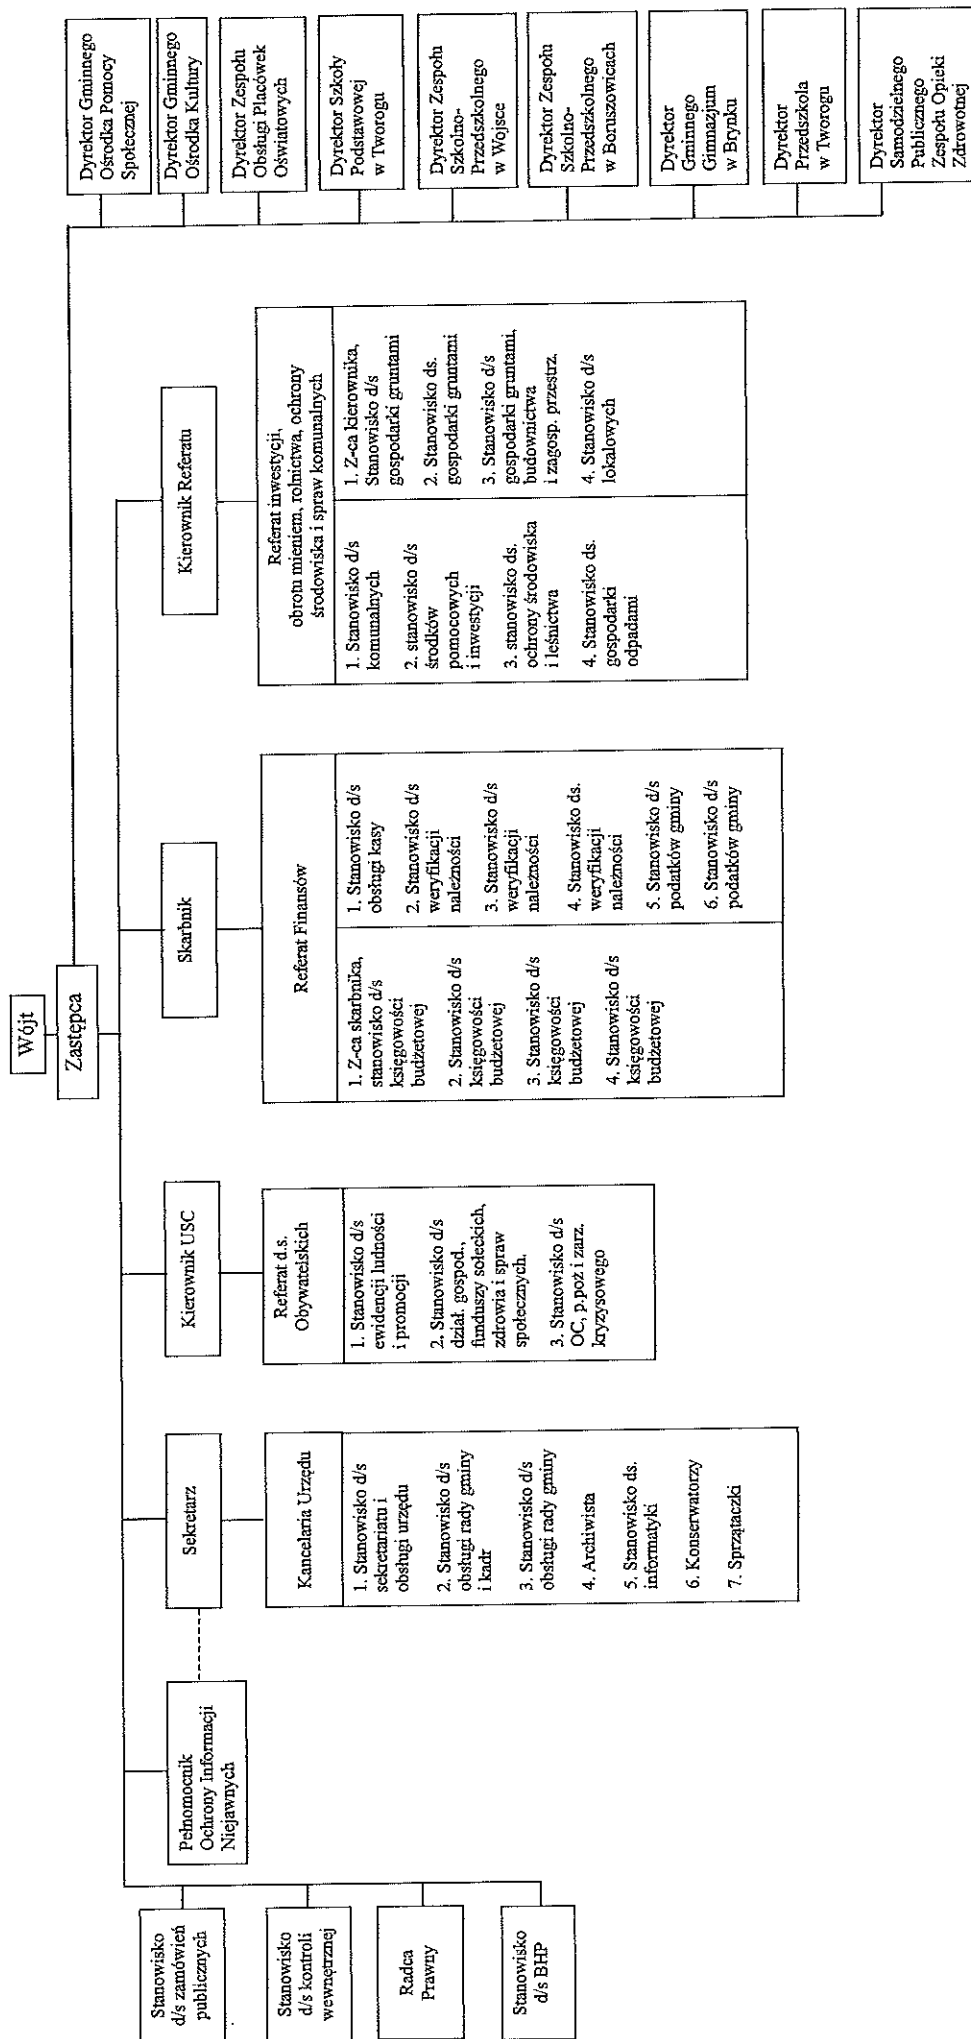 Wójt
Zastępca
Stanowisko
d/s zamówień
publicznych
Stanowisko
d/s kontroli
wewnętrznej
Radca
Prawny
Stanowisko
d/s BHP
Pełnomocnik
Ochrony Informacji
Niejawnych
Sekretarz
Kancelaria Urzędu
1. Stanowisko d/s
sekretariatu i
obsługi urzędu
2. Stanowisko d/s
obsługi rady gminy
i kadr
3. Stanowisko d/s
obsługi rady gminy
4. Archiwista
5. Stanowisko ds.
informatyki
6. Konserwatorzy
7. Sprzątaczki
Kierownik USC
Referat d.s.
Obywatelskich
1. Stanowisko d/s
ewidencji ludności
i promocji
2. Stanowisko d/s
dział. gospod.,
funduszy sołeckich,
zdrowia i spraw
społecznych.
3. Stanowisko d/s
OC, p.poż i zarz.
kryzysowego
Skarbnik
Referat Finansów
1. Z-ca skarbnika,
stanowisko d/s
księgowości
budżetowej
2. Stanowisko d/s
księgowości
budżetowej
3. Stanowisko d/s
księgowości
budżetowej
4. Stanowisko d/s
księgowości
budżetowej
1. Stanowisko d/s
obsługi kasy
2. Stanowisko d/s
weryfikacji
należności
3. Stanowisko d/s
weryfikacji
należności
4. Stanowisko ds.
weryfikacji
należności
5. Stanowisko d/s
podatków gminy
6. Stanowisko d/s
podatków gminy
Kierownik Referatu
Referat inwestycji,
obrotu mieniem, rolnictwa, ochrony
środowiska i spraw komunalnych
1. Stanowisko d/s
komunalnych
2. stanowisko d/s
środków
pomocowych
i inwestycji
3. stanowisko ds.
ochrony środowiska
i leśnictwa
4. Stanowisko ds.
gospodarki
odpadami
1. Z-ca kierownika,
Stanowisko d/s
gospodarki gruntami
2. Stanowisko ds.
gospodarki gruntami
3. Stanowisko d/s
gospodarki gruntami,
budownictwa
i zagosp. przestrz.
4. Stanowisko d/s
lokalowych
Dyrektor Gminnego
Ośrodka Pomocy
Społecznej
Dyrektor Gminnego
Ośrodka Kultury
Dyrektor Zespołu
Obsługi Placówek
Oświatowych
Dyrektor Szkoły
Podstawowej
w Tworogu
Dyrektor Zespołu
Szkolno-
Przedszkolnego
w Wojsce
Dyrektor Zespołu
Szkolno-
Przedszkolnego
w Boruszowicach
Dyrektor
Gminnego
Gimnazjum
w Brynku
Dyrektor
Przedszkola
w Tworogu
Dyrektor
Samodzielnego
Publicznego
Zespołu Opieki
Zdrowotnej